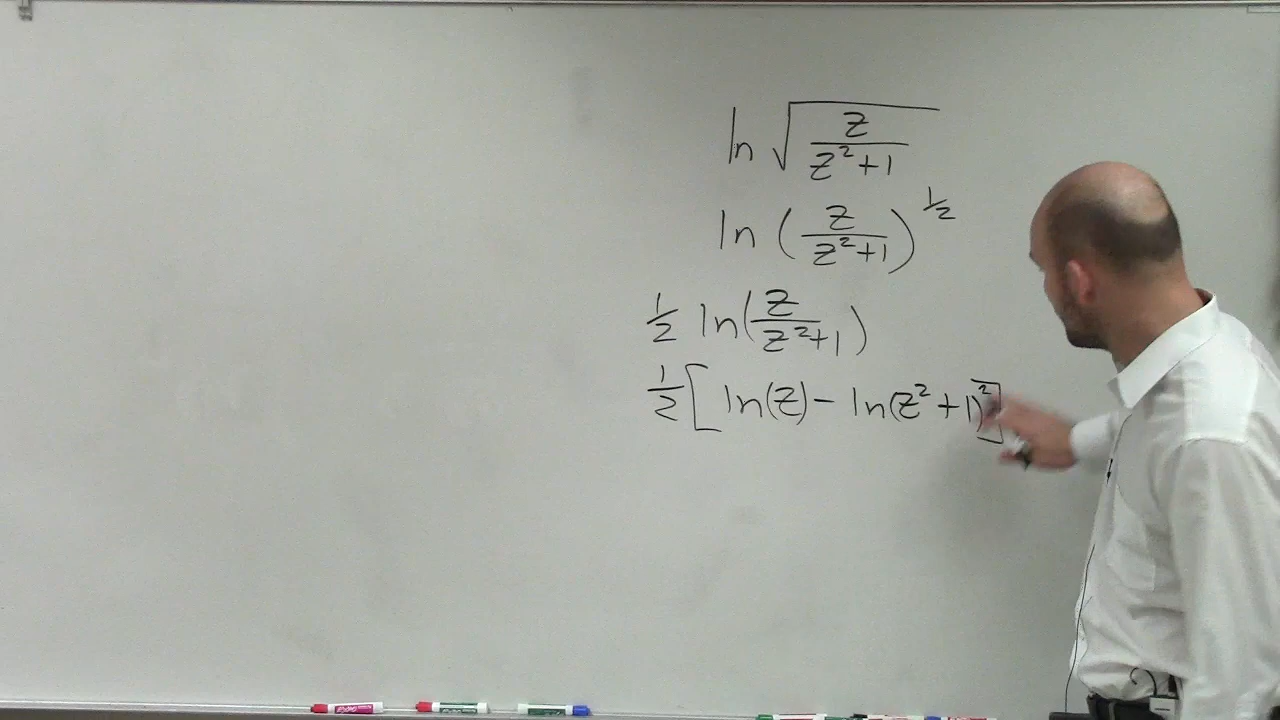 ln √(z/(z²+1))
ln (z/(z²+1))^½
½ ln(z/(z²+1))
½[ln(z) - ln(z²+1)²]